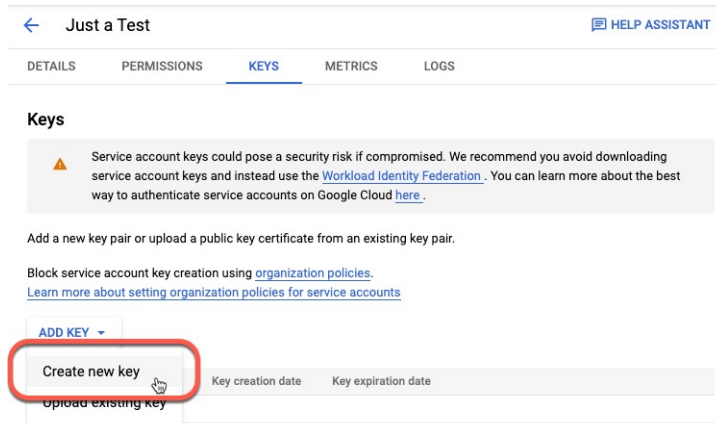 Just a Test
HELP ASSISTANT
DETAILS PERMISSIONS KEYS METRICS LOGS
Keys
Service account keys could pose a security risk if compromised. We recommend you avoid downloading
service account keys and instead use the Workload Identity Federation . You can learn more about the best
way to authenticate service accounts on Google Cloud here .
Add a new key pair or upload a public key certificate from an existing key pair.
Block service account key creation using organization policies.
Learn more about setting organization policies for service accounts
ADD KEY
Create new key
Key creation date Key expiration date
Upload existing key